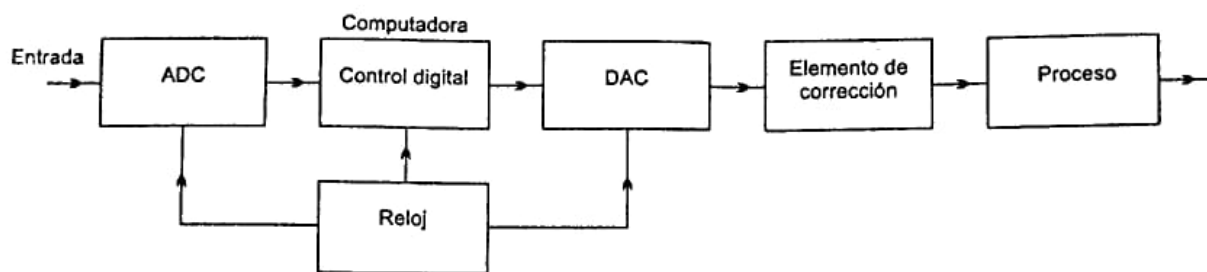 Computadora
Entrada
ADC
Control digital
DAC
Elemento de
corrección
Proceso
Reloj